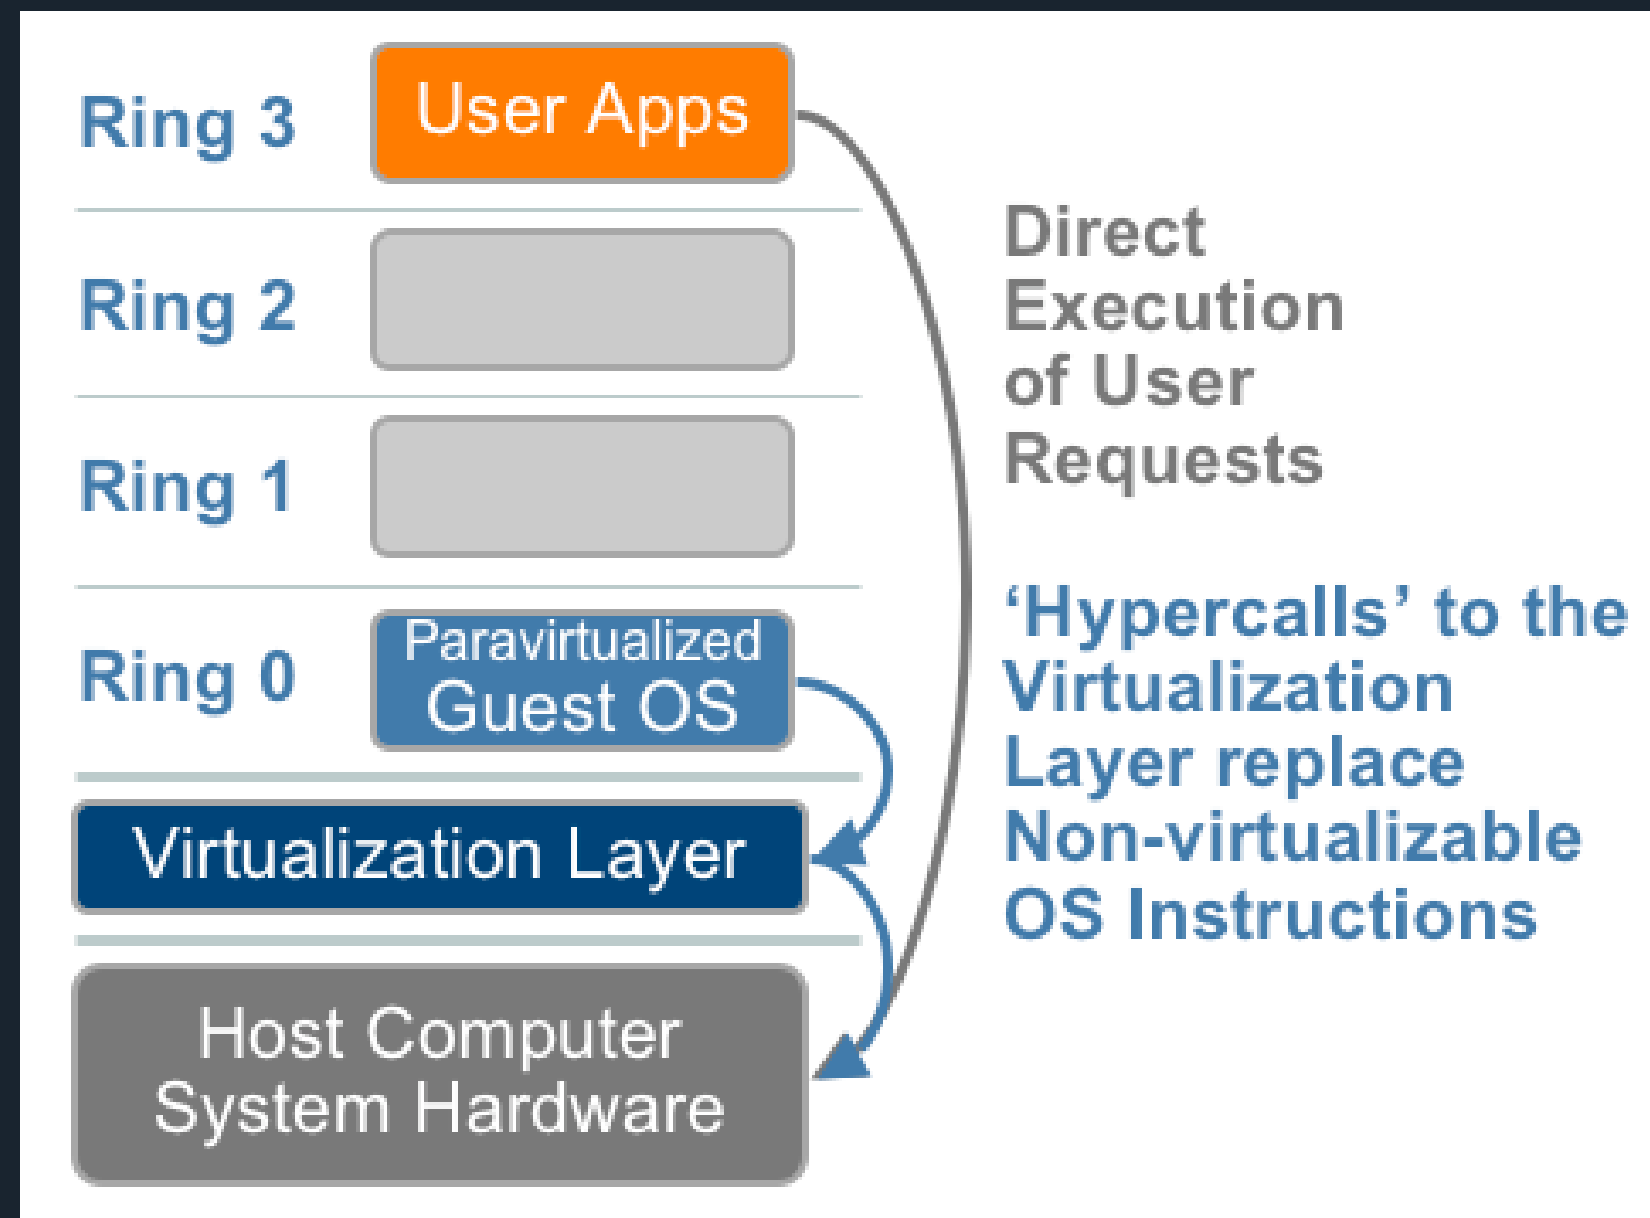 Ring 3
User Apps
Ring 2
Ring 1
Ring 0
Paravirtualized
Guest OS
Virtualization Layer
Host Computer
System Hardware
Direct
Execution
of User
Requests
‘Hypercalls’ to the
Virtualization
Layer replace
Non-virtualizable
OS Instructions